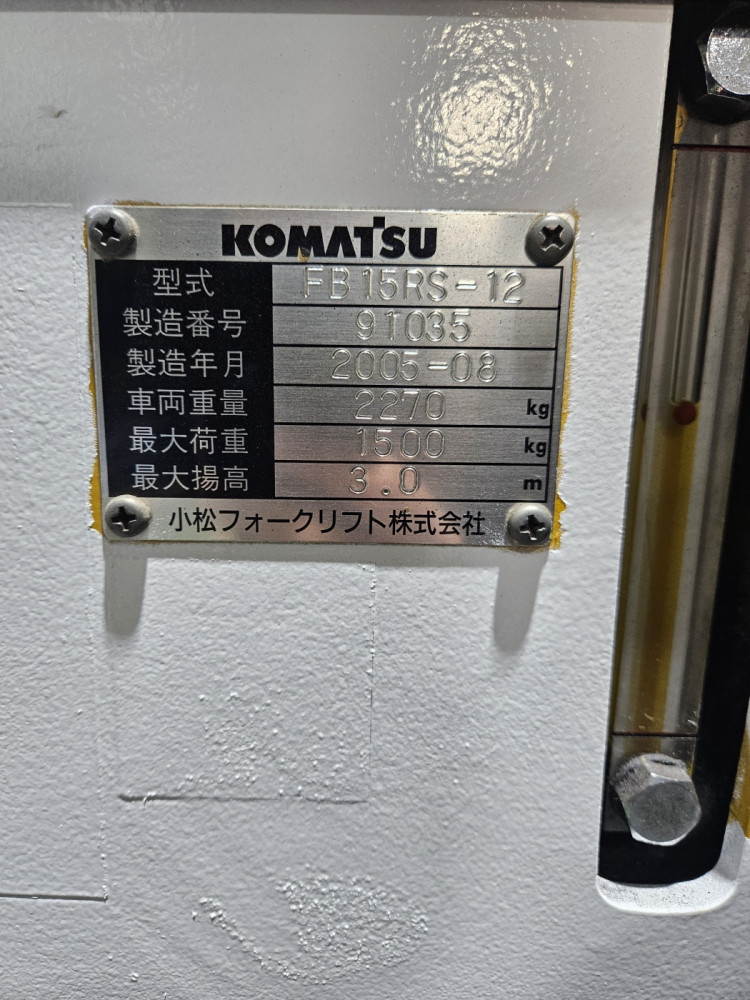 KOMATSU
型式 FB15RS-12
製造番号 91035
製造年月 2005-08
車両重量 2270 kg
最大荷重 1500 kg
最大揚高 3.0 m
小松フォークリフト株式会社